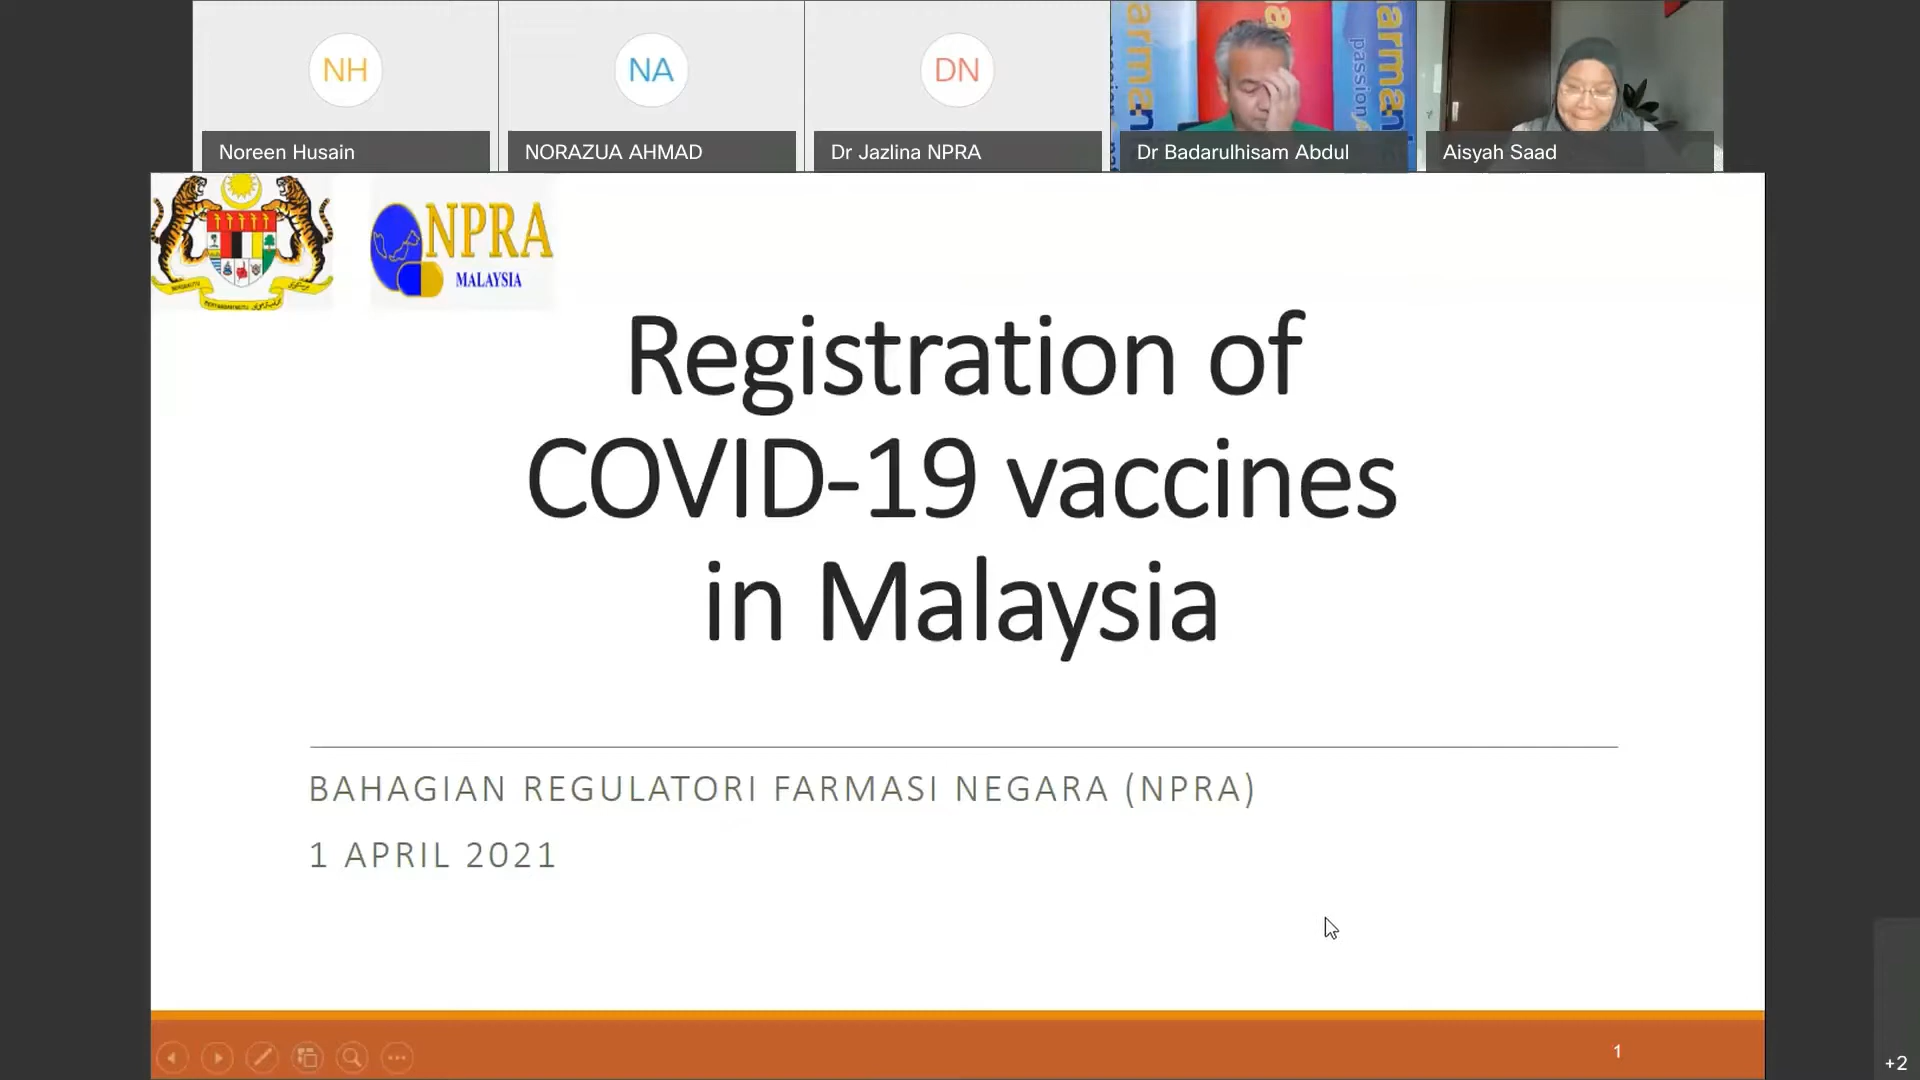 NH
NA
DN
Noreen Husain
NORAZUA AHMAD
Dr Jazlina NPRA
Dr Badarulhisam Abdul
Aisyah Saad
NPRA
MALAYSIA
Registration of
COVID-19 vaccines
in Malaysia
BAHAGIAN REGULATORI FARMASI NEGARA (NPRA)
1 APRIL 2021
1
+2